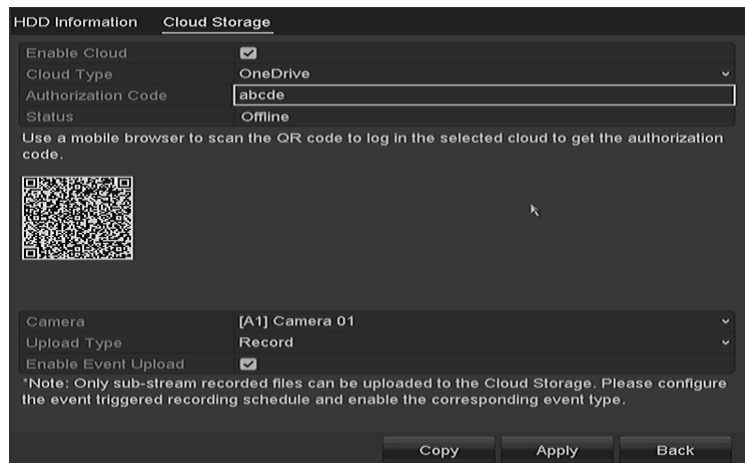 HDD Information Cloud Storage
Enable Cloud
Cloud Type OneDrive
Authorization Code abcde
Status Offline
Use a mobile browser to scan the QR code to log in the selected cloud to get the authorization
code.
Camera [A1] Camera 01
Upload Type Record
Enable Event Upload
*Note: Only sub-stream recorded files can be uploaded to the Cloud Storage. Please configure
the event triggered recording schedule and enable the corresponding event type.
Copy Apply Back